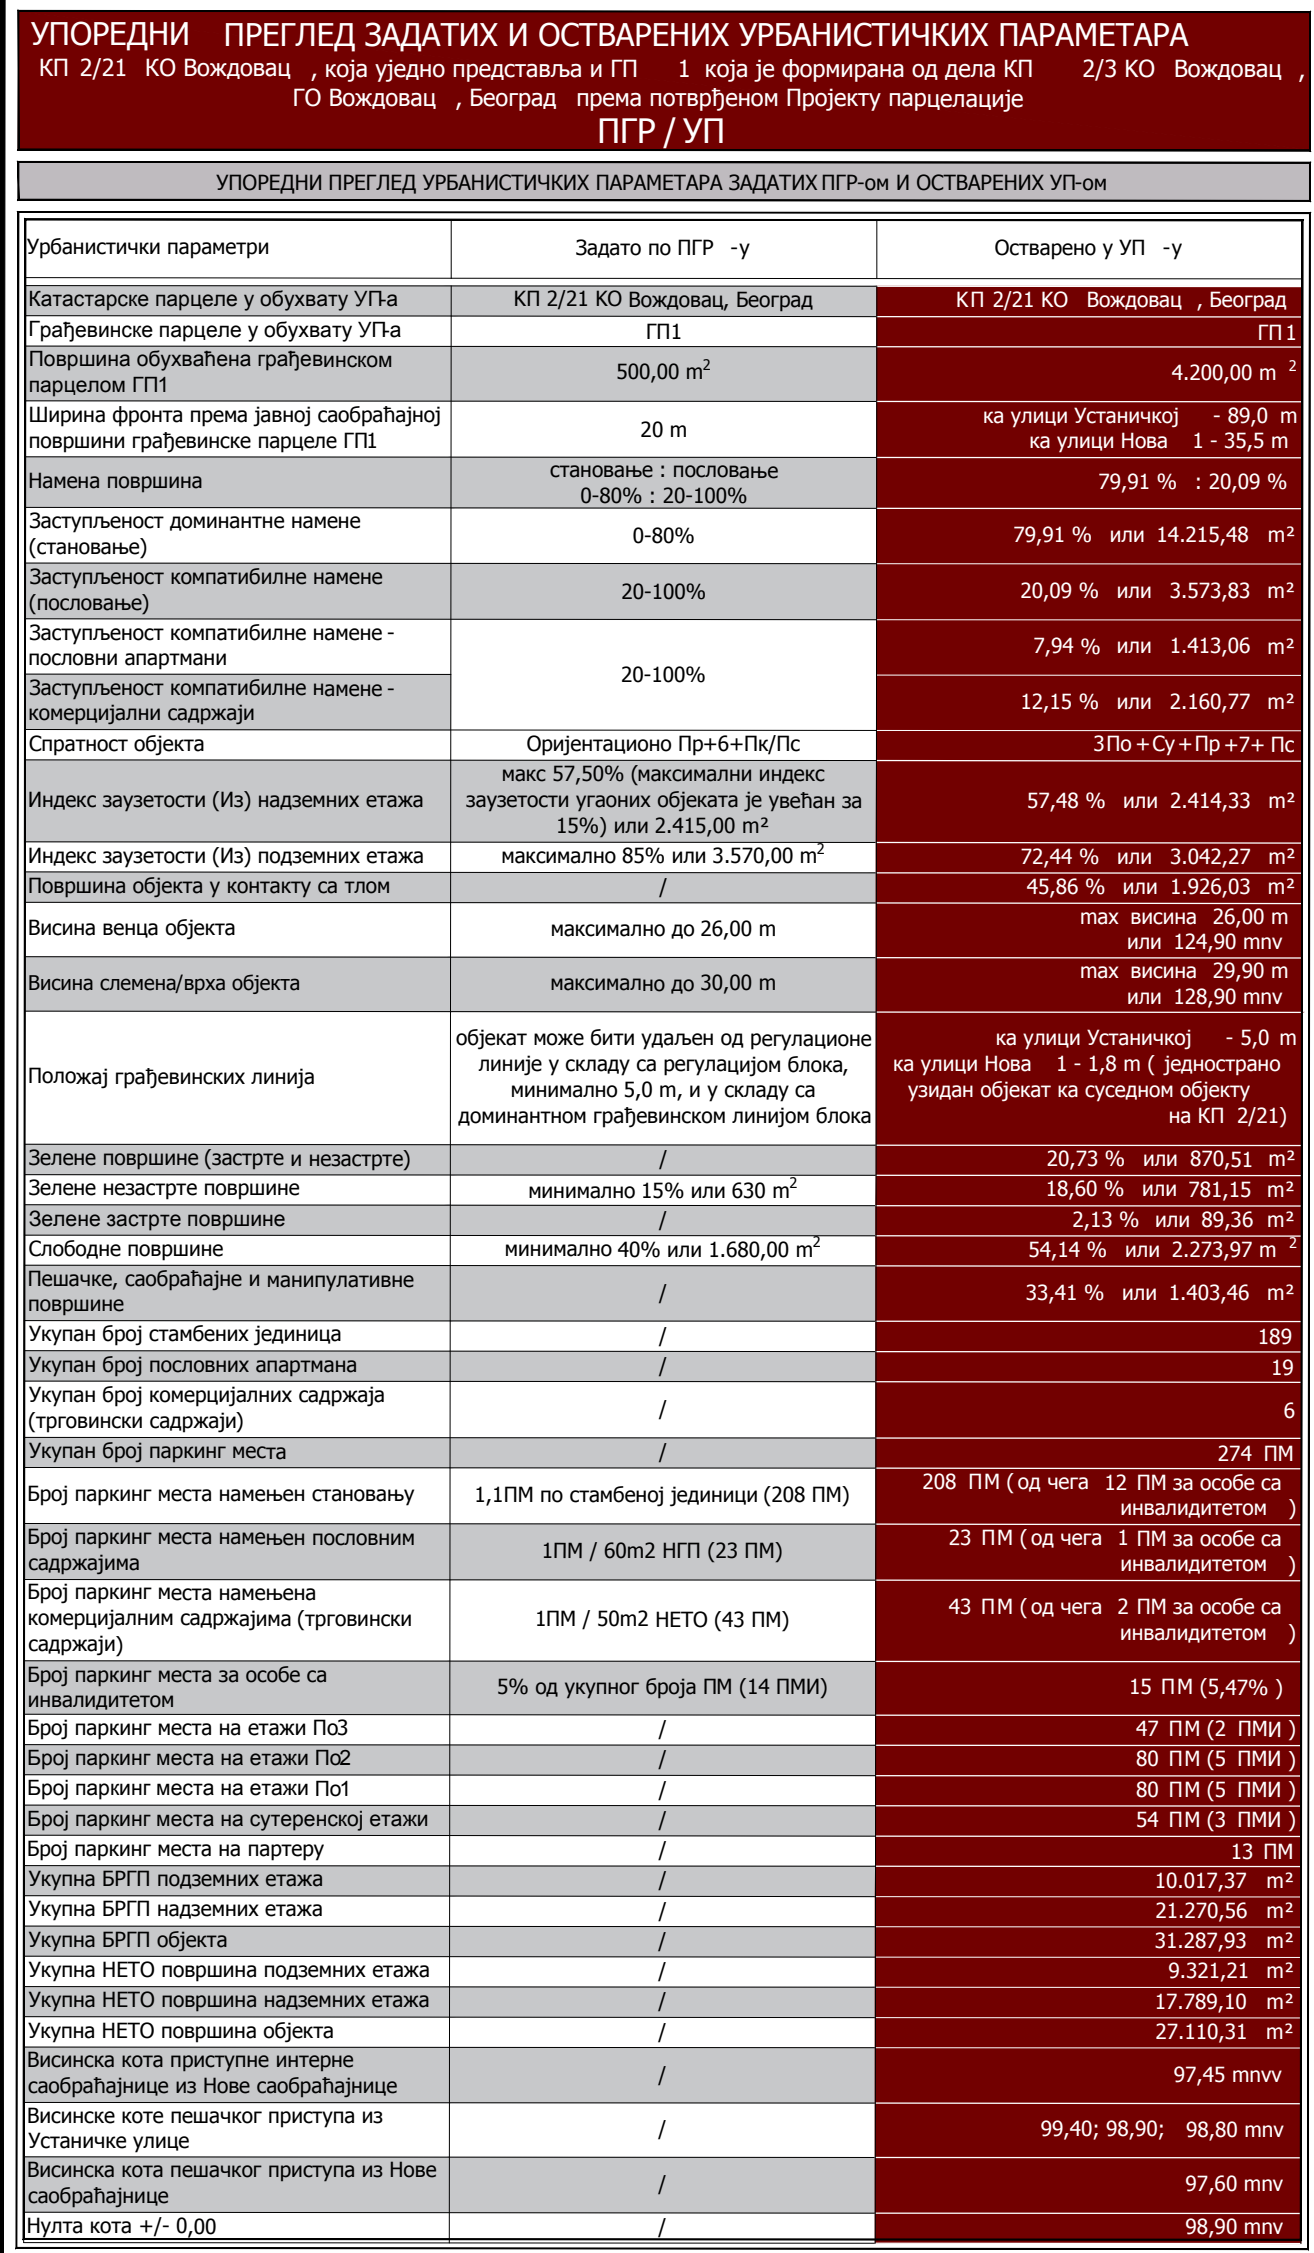 УПОРЕДНИ ПРЕГЛЕД ЗАДАТИХ И ОСТВАРЕНИХ УРБАНИСТИЧКИХ ПАРАМЕТАРА
КП 2/21 КО Вождовац , која уједно представља и ГП 1 која је формирана од дела КП 2/3 КО Вождовац ,
ГО Вождовац , Београд према потврђеном Пројекту парцелације
ПГР / УП
УПОРЕДНИ ПРЕГЛЕД УРБАНИСТИЧКИХ ПАРАМЕТАРА ЗАДАТИХ ПГР-ом И ОСТВАРЕНИХ УП-ом
Урбанистички параметри
Задато по ПГР -у
Остварено у УП -у
Катастарске парцеле у обухвату УП-а
КП 2/21 КО Вождовац, Београд
КП 2/21 КО Вождовац , Београд
Грађевинске парцеле у обухвату УП-а
ГП1
ГП1
Површина обухваћена грађевинском
парцелом ГП1
500,00 m²
4.200,00 m ²
Ширина фронта према јавној саобраћајној
површини грађевинске парцеле ГП1
20 m
ка улици Устаничкој - 89,0 m
ка улици Нова 1 - 35,5 m
Намена површина
становање : пословање
0-80% : 20-100%
79,91 % : 20,09 %
Заступљеност доминантне намене
(становање)
0-80%
79,91 % или 14.215,48 m²
Заступљеност компатибилне намене
(пословање)
20-100%
20,09 % или 3.573,83 m²
Заступљеност компатибилне намене -
пословни апартмани
20-100%
7,94 % или 1.413,06 m²
Заступљеност компатибилне намене -
комерцијални садржаји
12,15 % или 2.160,77 m²
Спратност објекта
Оријентационо Пр+6+Пк/Пс
3По+Су+Пр+7+ Пс
Индекс заузетости (Из) надземних етажа
макс 57,50% (максимални индекс
заузетости угаоних објеката је увећан за
15%) или 2.415,00 m²
57,48 % или 2.414,33 m²
Индекс заузетости (Из) подземних етажа
максимално 85% или 3.570,00 m²
72,44 % или 3.042,27 m²
Површина објекта у контакту са тлом
/
45,86 % или 1.926,03 m²
Висина венца објекта
максимално до 26,00 m
max висина 26,00 m
или 124,90 mnv
Висина слемена/врха објекта
максимално до 30,00 m
max висина 29,90 m
или 128,90 mnv
Положај грађевинских линија
објекат може бити удаљен од регулационе
линије у складу са регулацијом блока,
минимално 5,0 m, и у складу са
доминантном грађевинском линијом блока
ка улици Устаничкој - 5,0 m
ка улици Нова 1 - 1,8 m ( једнострано
узидан објекат ка суседном објекту
на КП 2/21)
Зелене површине (застрте и незастрте)
/
20,73 % или 870,51 m²
Зелене незастрте површине
минимално 15% или 630 m²
18,60 % или 781,15 m²
Зелене застрте површине
/
2,13 % или 89,36 m²
Слободне површине
минимално 40% или 1.680,00 m²
54,14 % или 2.273,97 m ²
Пешачке, саобраћајне и манипулативне
површине
/
33,41 % или 1.403,46 m²
Укупан број стамбених јединица
/
189
Укупан број пословних апартмана
/
19
Укупан број комерцијалних садржаја
(трговински садржаји)
/
6
Укупан број паркинг места
/
274 ПМ
Број паркинг места намењен становању
1,1ПМ по стамбеној јединици (208 ПМ)
208 ПМ ( од чега 12 ПМ за особе са
инвалидитетом )
Број паркинг места намењен пословним
садржајима
1ПМ / 60m2 НГП (23 ПМ)
23 ПМ ( од чега 1 ПМ за особе са
инвалидитетом )
Број паркинг места намењена
комерцијалним садржајима (трговински
садржаји)
1ПМ / 50m2 НЕТО (43 ПМ)
43 ПМ ( од чега 2 ПМ за особе са
инвалидитетом )
Број паркинг места за особе са
инвалидитетом
5% од укупног броја ПМ (14 ПМИ)
15 ПМ (5,47% )
Број паркинг места на етажи По3
/
47 ПМ (2 ПМИ )
Број паркинг места на етажи По2
/
80 ПМ (5 ПМИ )
Број паркинг места на етажи По1
/
80 ПМ (5 ПМИ )
Број паркинг места на сутеренској етажи
/
54 ПМ (3 ПМИ )
Број паркинг места на партеру
/
13 ПМ
Укупна БРГП подземних етажа
/
10.017,37 m²
Укупна БРГП надземних етажа
/
21.270,56 m²
Укупна БРГП објекта
/
31.287,93 m²
Укупна НЕТО површина подземних етажа
/
9.321,21 m²
Укупна НЕТО површина надземних етажа
/
17.789,10 m²
Укупна НЕТО површина објекта
/
27.110,31 m²
Висинска кота приступне интерне
саобраћајнице из Нове саобраћајнице
/
97,45 mnvv
Висинске коте пешачког приступа из
Устаничке улице
/
99,40; 98,90; 98,80 mnv
Висинска кота пешачког приступа из Нове
саобраћајнице
/
97,60 mnv
Нулта кота +/- 0,00
/
98,90 mnv